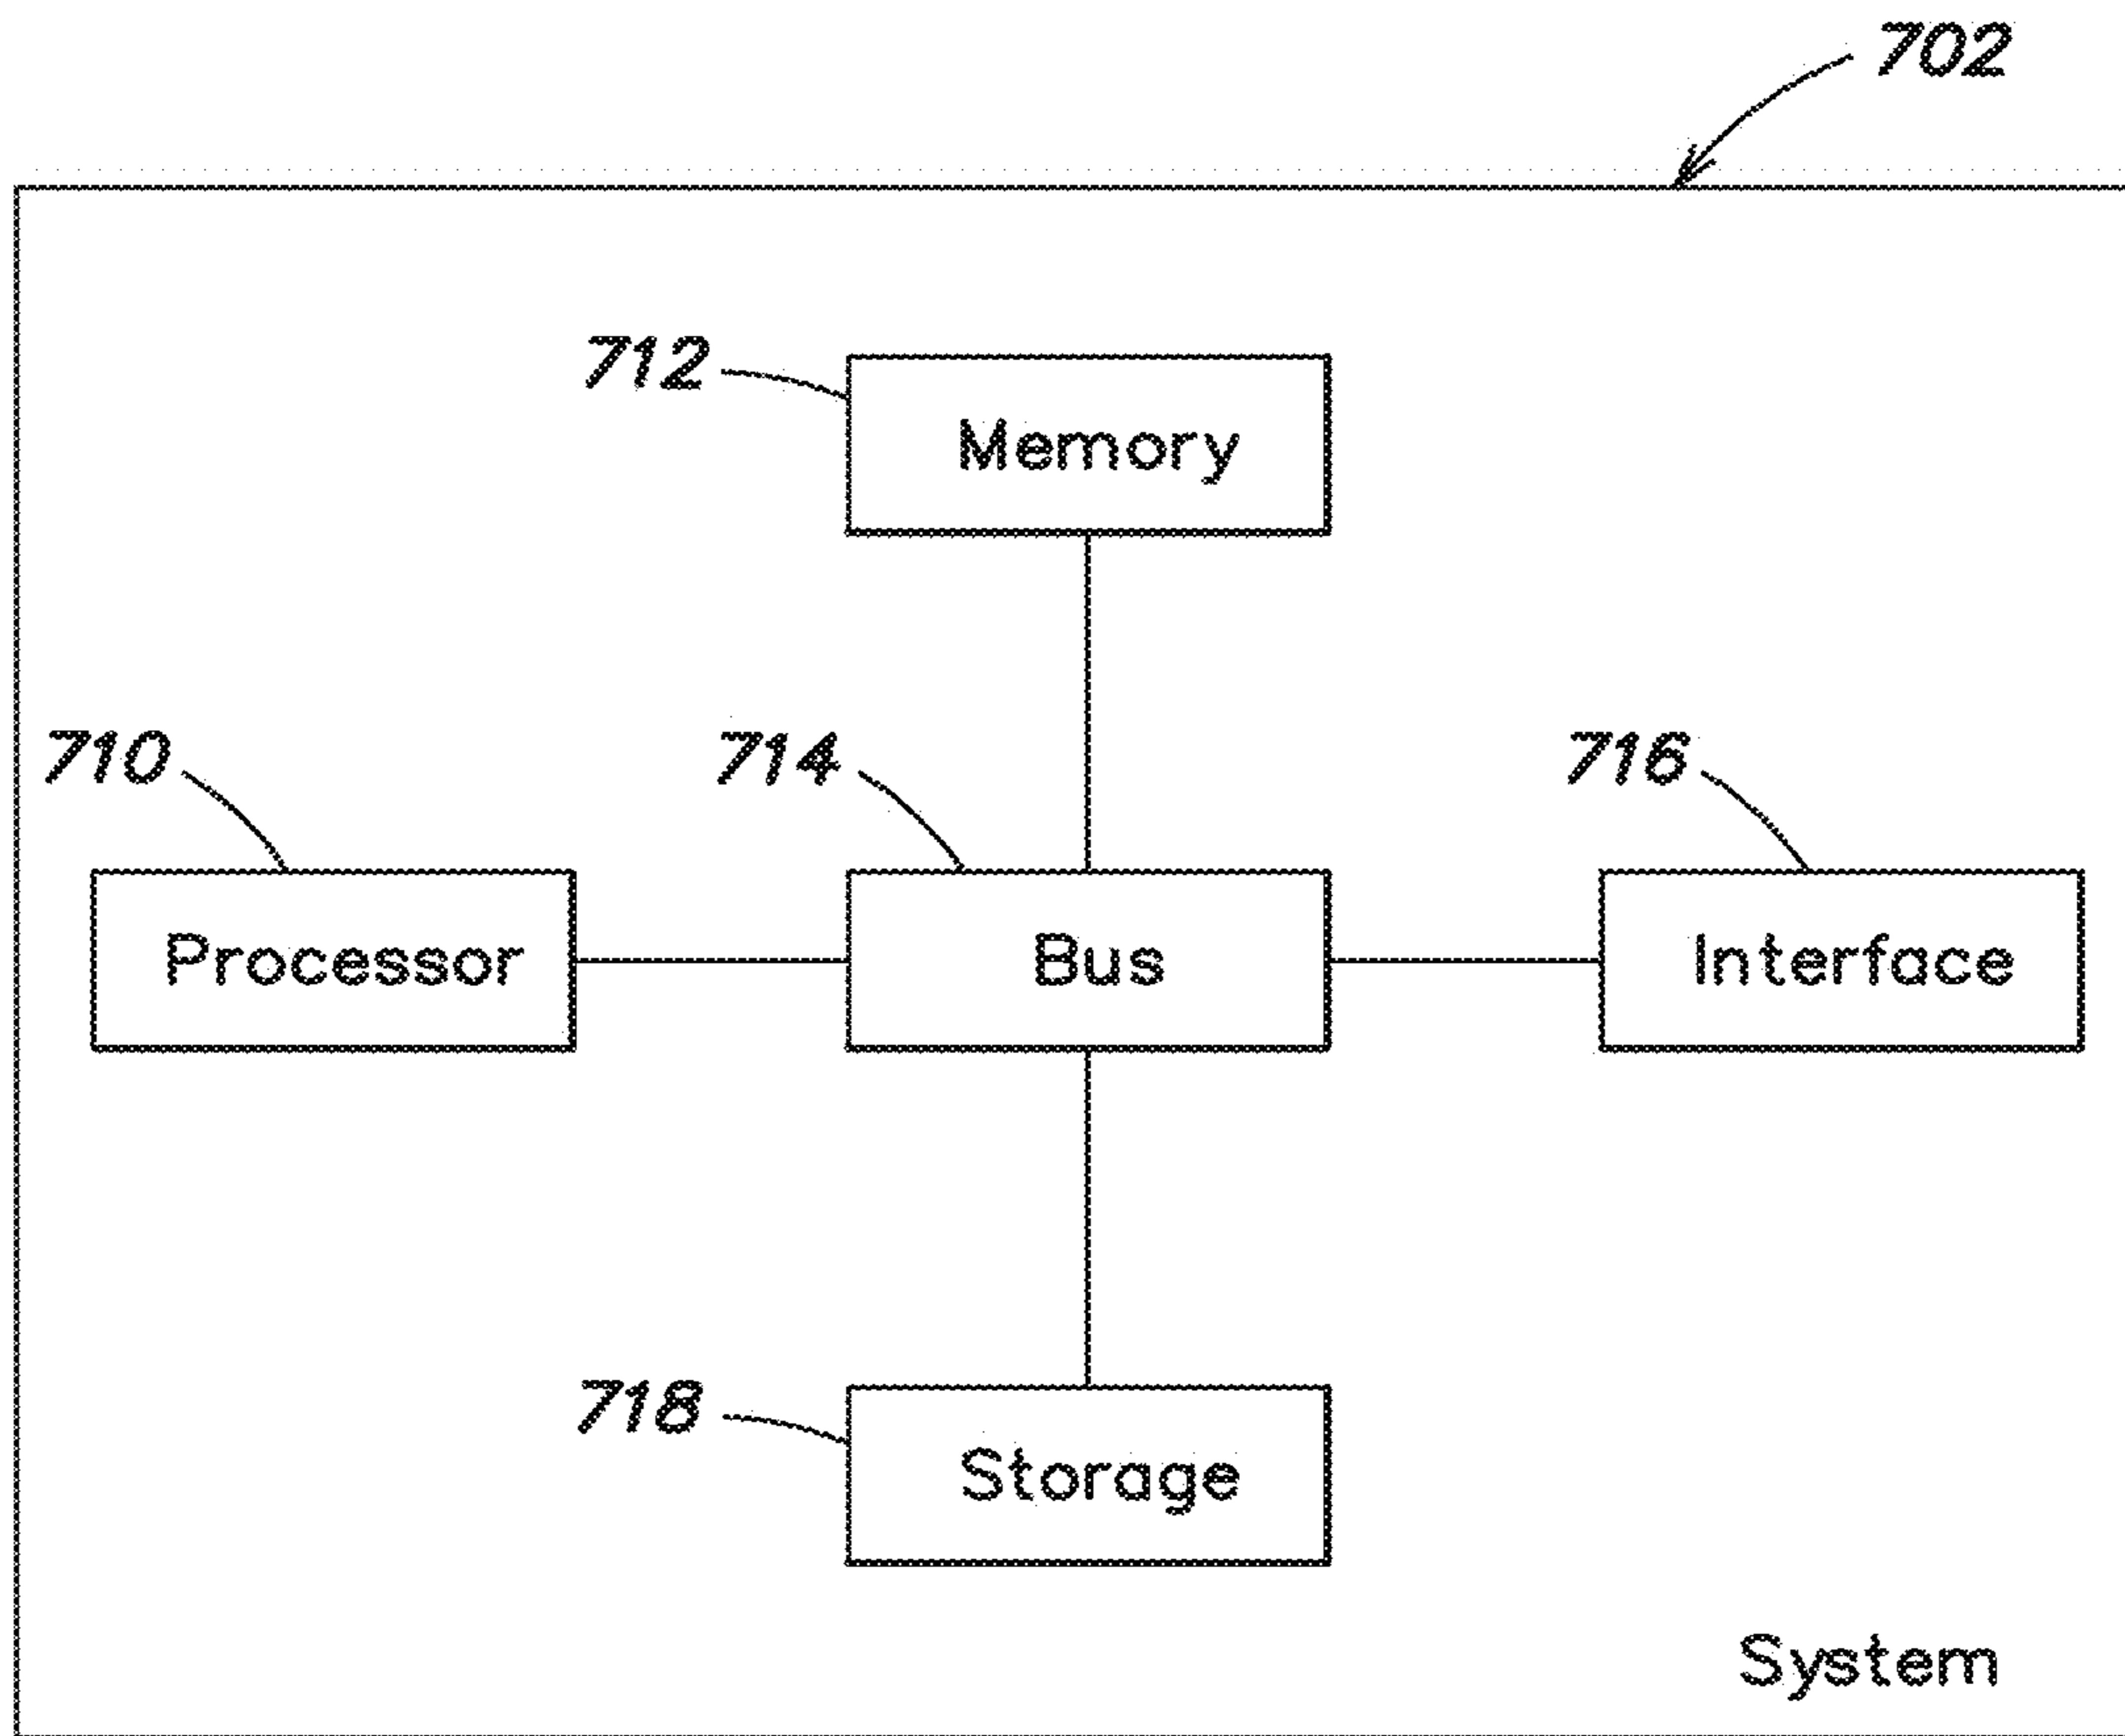 702
712
Memory
710
714
716
Processor
Bus
Interface
718
Storage
System